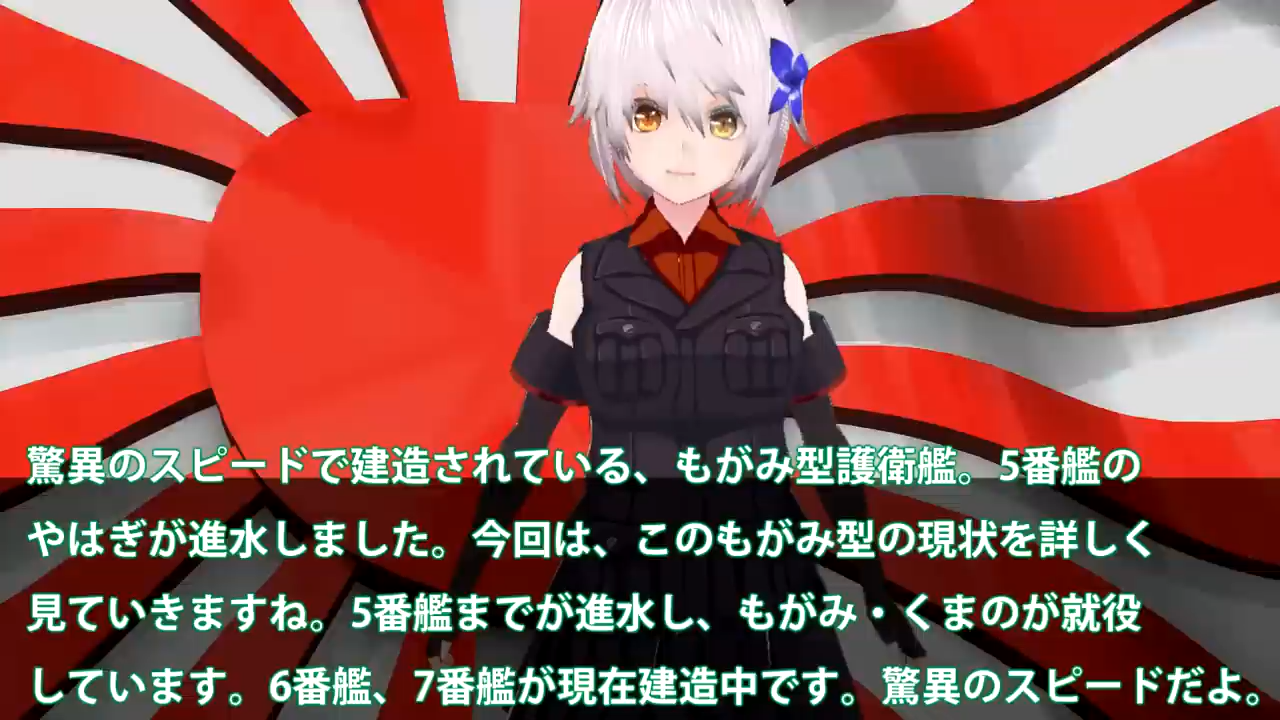 驚異のスピードで建造されている、もがみ型護衛艦。5番艦の
やはぎが進水しました。今回は、このもがみ型の現状を詳しく
見ていきますね。5番艦までが進水し、もがみ・くまのが就役
しています。6番艦、7番艦が現在建造中です。驚異のスピードだよ。